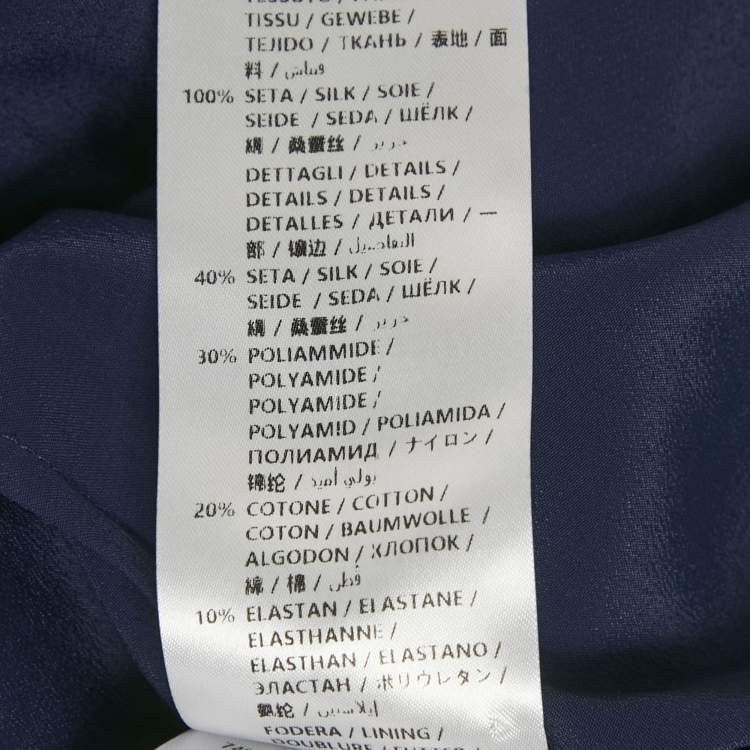 TISSU / GEWEBE /
TEJIDO / ТКАНЬ / 表地 / 面
料 / قماش
100% SETA / SILK / SOIE /
SEIDE / SEDA / ШЁЛК /
絹 / 桑蚕丝 / حرير
DETTAGLI / DETAILS /
DETAILS / DETAILS /
DETALLES / ДЕТАЛИ / 一
部 / 镶边 / التفاصيل
40% SETA / SILK / SOIE /
SEIDE / SEDA / ШЁЛК /
絹 / 桑蚕丝 / حرير
30% POLIAMMIDE /
POLYAMIDE /
POLYAMIDE /
POLYAMID / POLIAMIDA /
ПОЛИАМИД / ナイロン /
锦纶 / بولي أميد
20% COTONE / COTTON /
COTON / BAUMWOLLE /
ALGODON / ХЛОПОК /
綿 / 棉 / قطن
10% ELASTAN / ELASTANE /
ELASTHANNE /
ELASTHAN / ELASTANO /
ЭЛАСТАН / ポリウレタン /
氨纶 / إيلاستين
FODERA / LINING /
DOUBLURE / FUTTER /